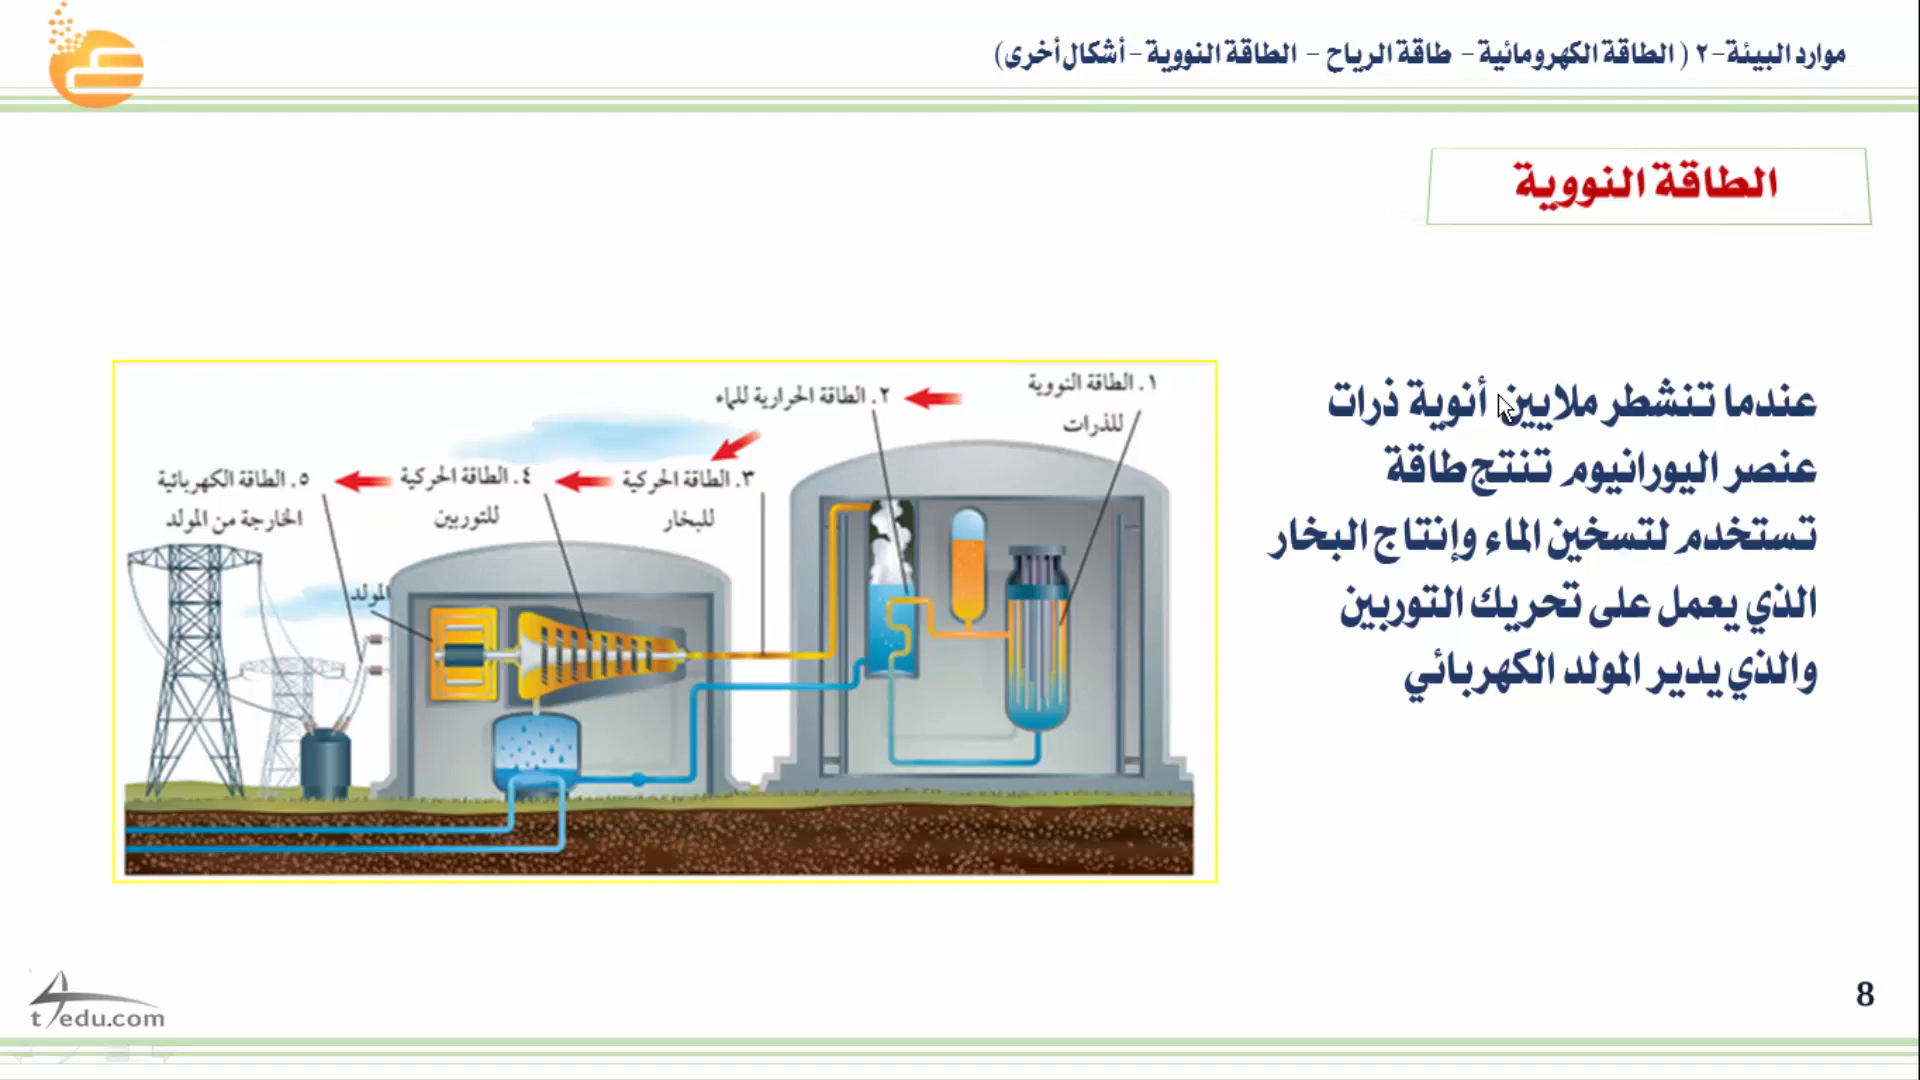 موارد البيئة-٢ ( الطاقة الكهرومائية - طاقة الرياح - الطاقة النووية - أشكال أخرى)
الطاقة النووية
عندما تنشطر ملايين أنوية ذرات
عنصر اليورانيوم تنتج طاقة
تستخدم لتسخين الماء وإنتاج البخار
الذي يعمل على تحريك التوربين
والذي يدير المولد الكهربائي
١. الطاقة النووية
للذرات
٢. الطاقة الحرارية للماء
٣. الطاقة الحركية
للبخار
٤. الطاقة الحركية
للتوربين
٥. الطاقة الكهربائية
الخارجة من المولد
المولد
t4edu.com
8